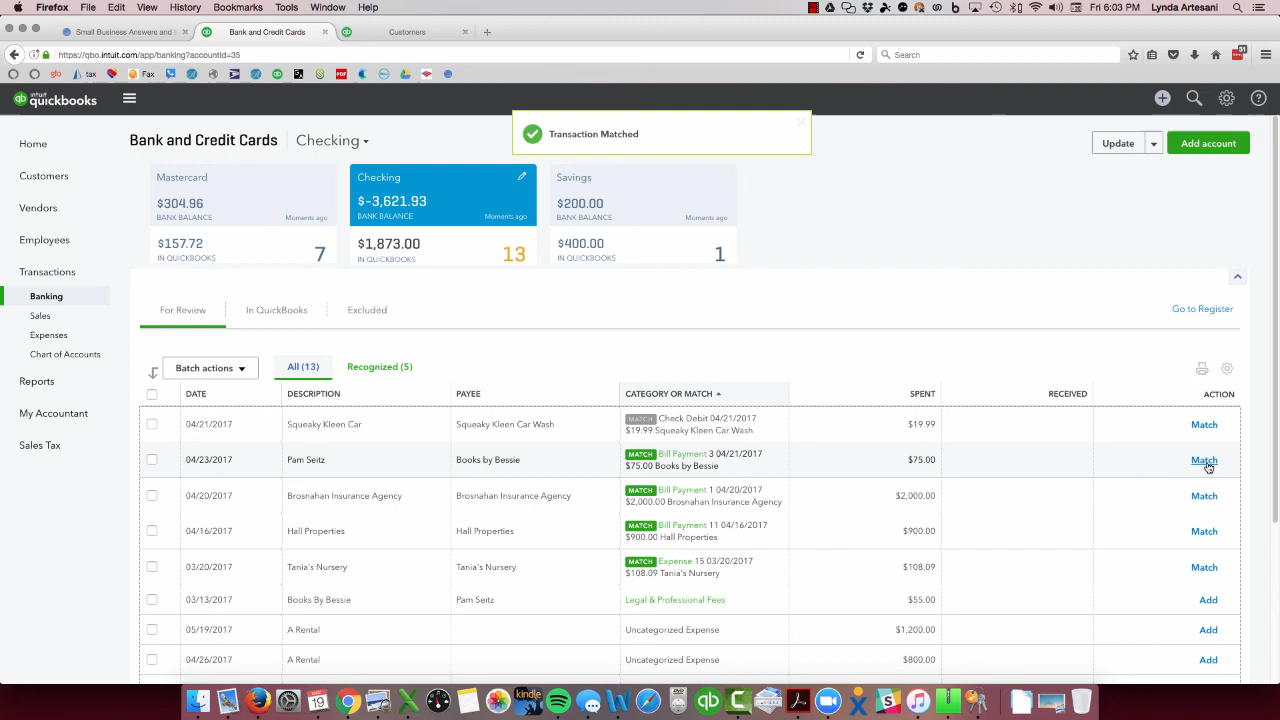 Firefox File Edit View History Bookmarks Tools Window Help Fri 6:03 PM Lynda Artesani
Small Business Answers and Bank and Credit Cards Customers
https://qbo.intuit.com/app/banking?accountId=35 Search 51
glo tax Fax PDF
intuit quickbooks
Transaction Matched
Bank and Credit Cards Checking Update Add account
Home
Customers
Vendors
Employees
Transactions
Banking
Sales
Expenses
Chart of Accounts
Reports
My Accountant
Sales Tax
Mastercard
$304.96
BANK BALANCE Moments ago
$157.72
IN QUICKBOOKS 7
Checking
$-3,621.93
BANK BALANCE Moments ago
$1,873.00
IN QUICKBOOKS 13
Savings
$200.00
BANK BALANCE Moments ago
$400.00
IN QUICKBOOKS 1
For Review In QuickBooks Excluded Go to Register
Batch actions All (13) Recognized (5)
DATE DESCRIPTION PAYEE CATEGORY OR MATCH SPENT RECEIVED ACTION
04/21/2017 Squeaky Kleen Car Squeaky Kleen Car Wash MATCH Check Debit 04/21/2017 $19.99 Match
$19.99 Squeaky Kleen Car Wash
04/23/2017 Pam Seitz Books by Bessie MATCH Bill Payment 3 04/21/2017 $75.00 Match
$75.00 Books by Bessie
04/20/2017 Brosnahan Insurance Agency Brosnahan Insurance Agency MATCH Bill Payment 1 04/20/2017 $2,000.00 Match
$2,000.00 Brosnahan Insurance Agency
04/16/2017 Hall Properties Hall Properties MATCH Bill Payment 11 04/16/2017 $900.00 Match
$900.00 Hall Properties
03/20/2017 Tania's Nursery Tania's Nursery MATCH Expense 15 03/20/2017 $108.09 Match
$108.09 Tania's Nursery
03/13/2017 Books By Bessie Pam Seitz Legal & Professional Fees $55.00 Add
05/19/2017 A Rental Uncategorized Expense $1,200.00 Add
04/26/2017 A Rental Uncategorized Expense $800.00 Add
MAY 19 kindle